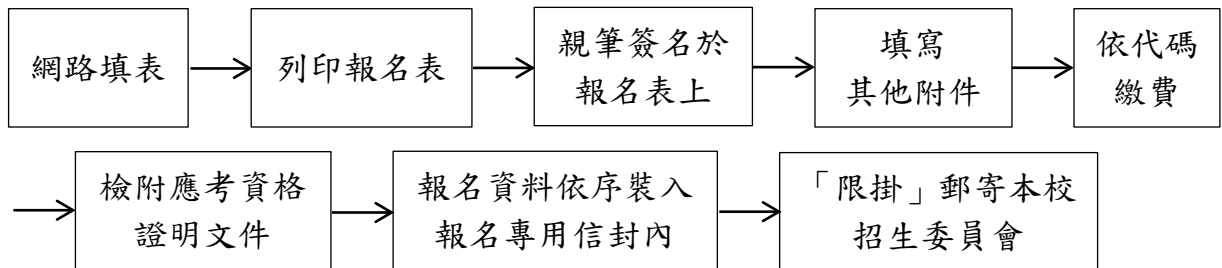 網路填表
列印報名表
親筆簽名於
報名表上
填寫
其他附件
依代碼
繳費
檢附應考資格
證明文件
報名資料依序裝入
報名專用信封內
「限掛」郵寄本校
招生委員會